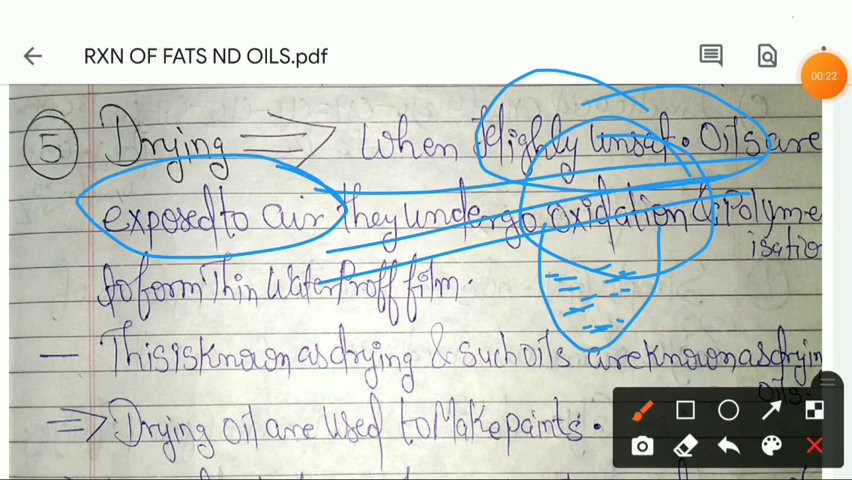 RXN OF FATS ND OILS.pdf
00:22
5 Drying ⇒ When Highly Unsat. Oils are
exposed to air they undergo oxidation & Polyme
isatio
to form Thin WaterProff film.
— This is known as drying & Such oils are known as dryin
oils.
⇒ Drying oil are used to Make paints.